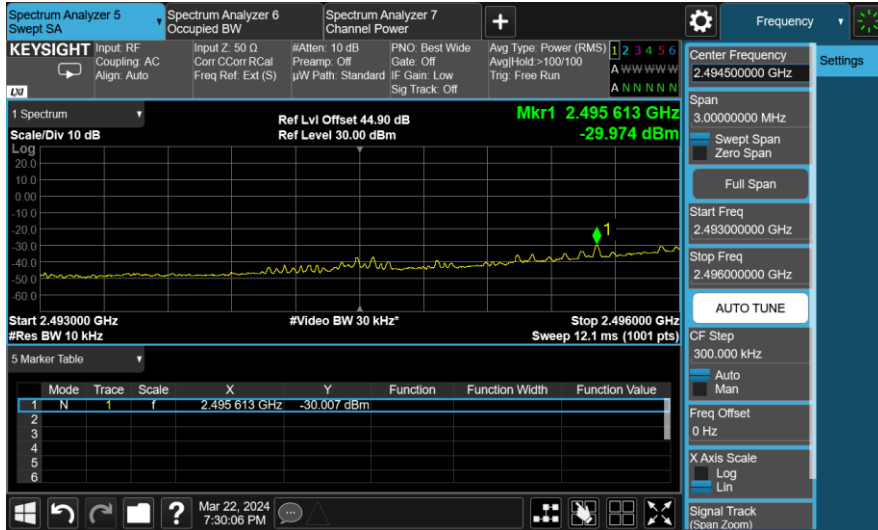 Spectrum Analyzer 5
Swept SA
Spectrum Analyzer 6
Occupied BW
Spectrum Analyzer 7
Channel Power
Frequency
KEYSIGHT
LXI
Input: RF
Coupling: AC
Align: Auto
Input Z: 50 Ω
Corr CCorr RCal
Freq Ref: Ext (S)
#Atten: 10 dB
Preamp: Off
µW Path: Standard
PNO: Best Wide
Gate: Off
IF Gain: Low
Sig Track: Off
Avg Type: Power (RMS)
Avg|Hold:>100/100
Trig: Free Run
1 2 3 4 5 6
A W W W W W
A N N N N N
1 Spectrum
Scale/Div 10 dB
Ref Lvl Offset 44.90 dB
Ref Level 30.00 dBm
Mkr1 2.495 613 GHz
-29.974 dBm
Log
20.0
10.0
0.00
-10.0
-20.0
-30.0
-40.0
-50.0
-60.0
1
Start 2.493000 GHz
#Res BW 10 kHz
#Video BW 30 kHz*
Stop 2.496000 GHz
Sweep 12.1 ms (1001 pts)
5 Marker Table
Mode Trace Scale X Y Function Function Width Function Value
1 N 1 f 2.495 613 GHz -30.007 dBm
2
3
4
5
6
Mar 22, 2024
7:30:06 PM
Center Frequency
2.494500000 GHz
Span
3.00000000 MHz
Swept Span
Zero Span
Full Span
Start Freq
2.493000000 GHz
Stop Freq
2.496000000 GHz
AUTO TUNE
CF Step
300.000 kHz
Auto
Man
Freq Offset
0 Hz
X Axis Scale
Log
Lin
Signal Track
(Span Zoom)
Settings